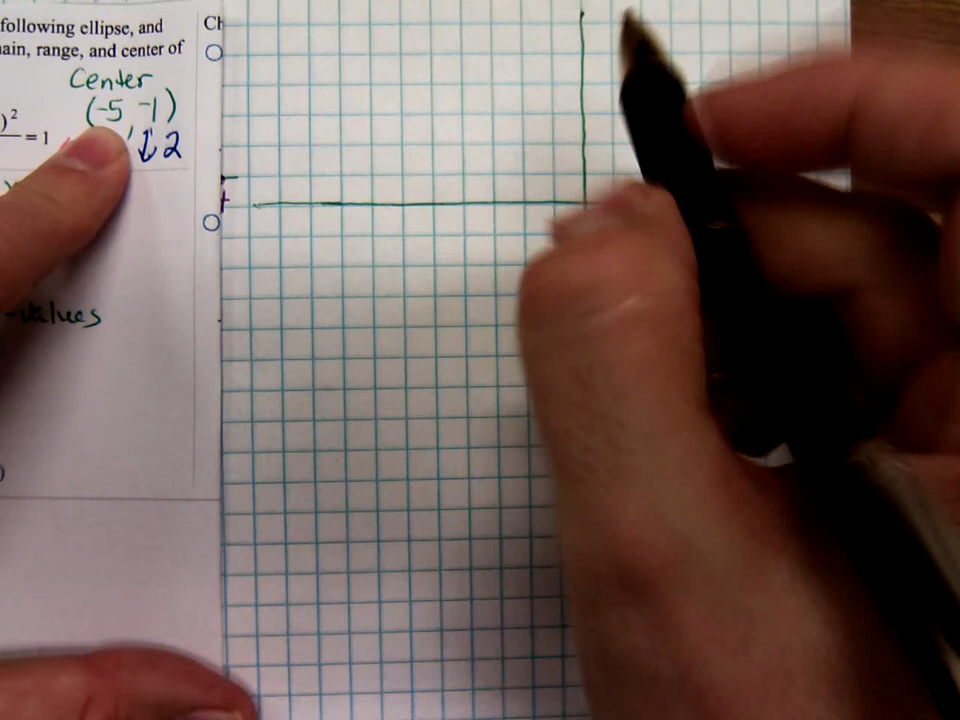 following ellipse, and
ain, range, and center of
Center
(-5, -1)
)² = 1
↓2
-values
)
Ch